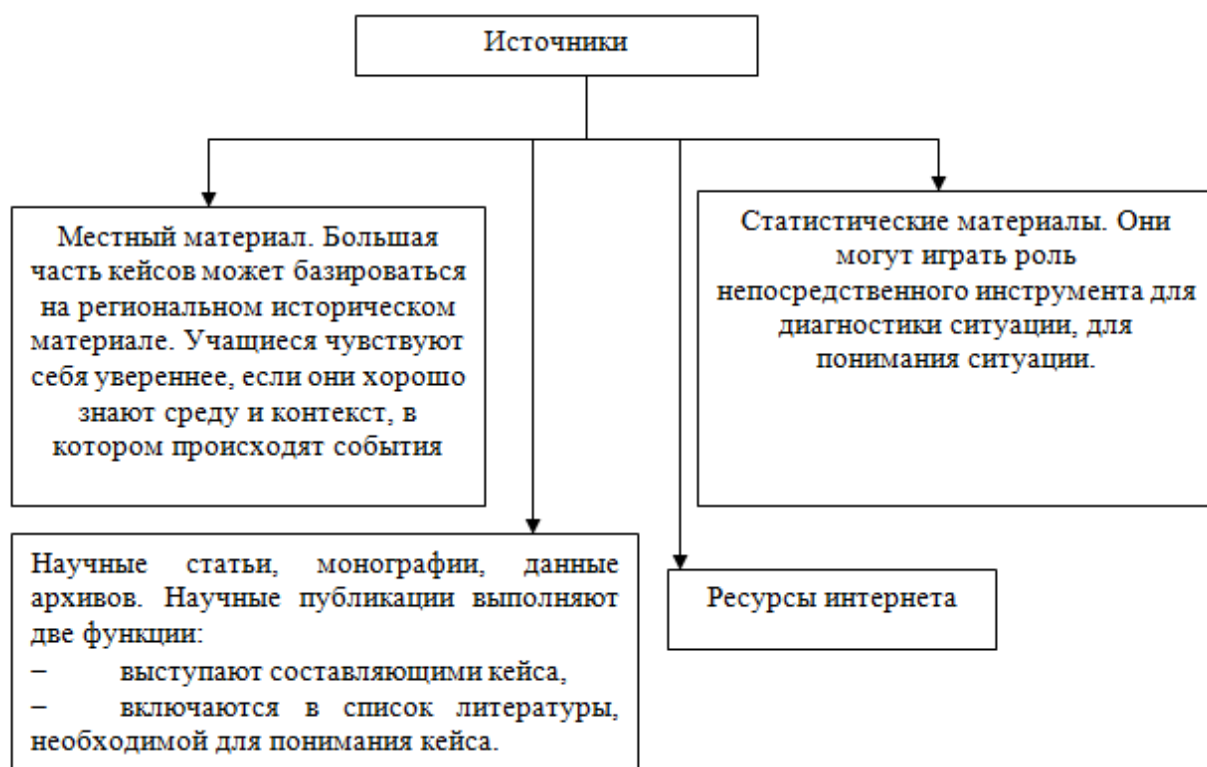 Источники
Местный материал. Большая
часть кейсов может базироваться
на региональном историческом
материале. Учащиеся чувствуют
себя увереннее, если они хорошо
знают среду и контекст, в
котором происходят события
Статистические материалы. Они
могут играть роль
непосредственного инструмента для
диагностики ситуации, для
понимания ситуации.
Научные статьи, монографии, данные
архивов. Научные публикации выполняют
две функции:
– выступают составляющими кейса,
– включаются в список литературы,
необходимой для понимания кейса.
Ресурсы интернета